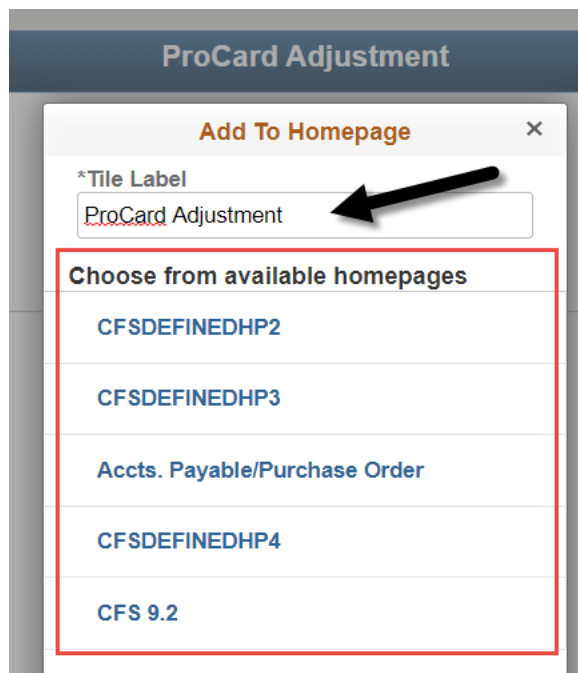 ProCard Adjustment
Add To Homepage ×
*Tile Label
ProCard Adjustment
Choose from available homepages
CFSDEFINEDHP2
CFSDEFINEDHP3
Accts. Payable/Purchase Order
CFSDEFINEDHP4
CFS 9.2